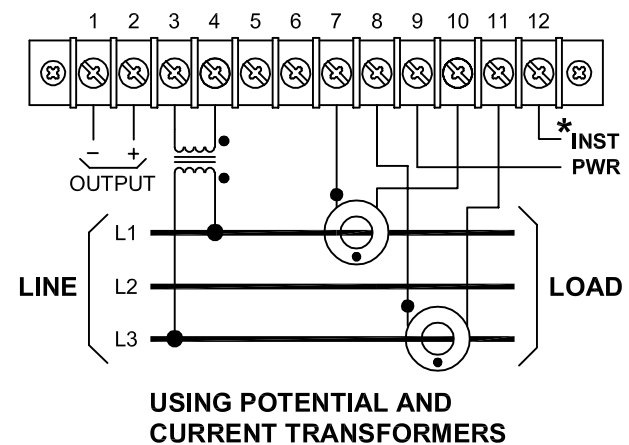 1 2 3 4 5 6 7 8 9 10 11 12
*INST
− +
PWR
OUTPUT
L1
LINE L2 LOAD
L3
USING POTENTIAL AND
CURRENT TRANSFORMERS